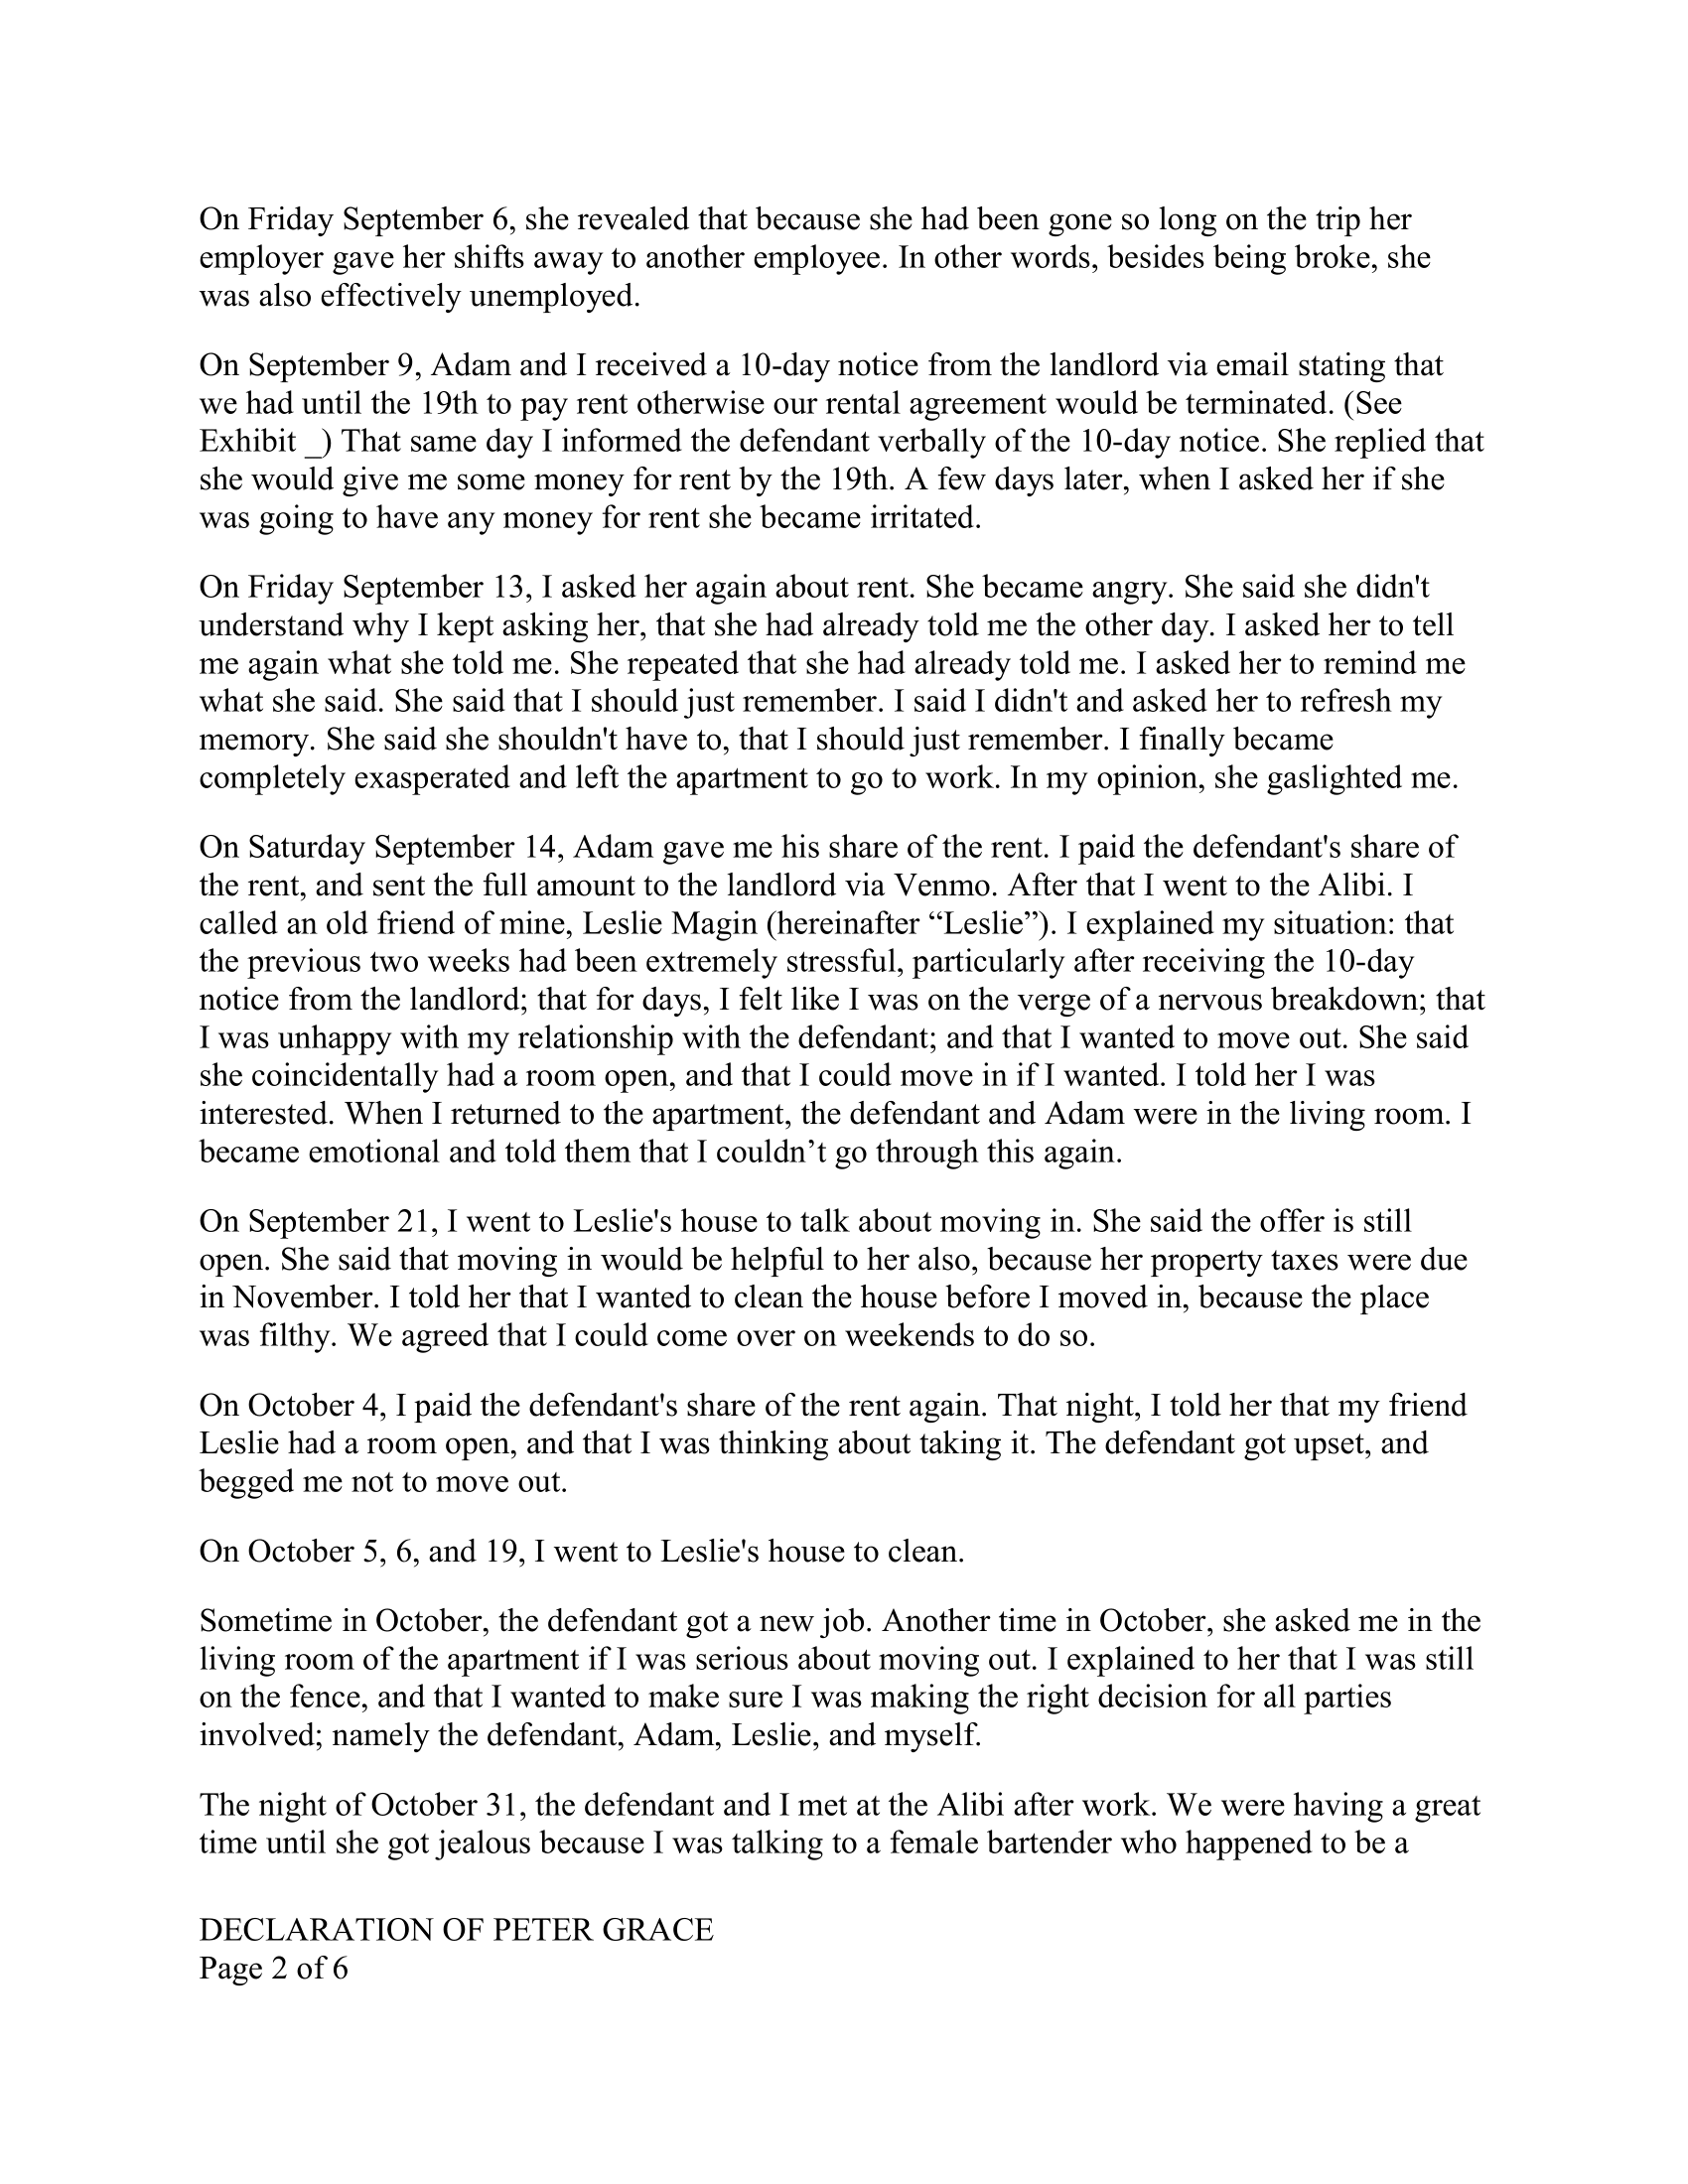 On Friday September 6, she revealed that because she had been gone so long on the trip her
employer gave her shifts away to another employee. In other words, besides being broke, she
was also effectively unemployed.
On September 9, Adam and I received a 10-day notice from the landlord via email stating that
we had until the 19th to pay rent otherwise our rental agreement would be terminated. (See
Exhibit _) That same day I informed the defendant verbally of the 10-day notice. She replied that
she would give me some money for rent by the 19th. A few days later, when I asked her if she
was going to have any money for rent she became irritated.
On Friday September 13, I asked her again about rent. She became angry. She said she didn't
understand why I kept asking her, that she had already told me the other day. I asked her to tell
me again what she told me. She repeated that she had already told me. I asked her to remind me
what she said. She said that I should just remember. I said I didn't and asked her to refresh my
memory. She said she shouldn't have to, that I should just remember. I finally became
completely exasperated and left the apartment to go to work. In my opinion, she gaslighted me.
On Saturday September 14, Adam gave me his share of the rent. I paid the defendant's share of
the rent, and sent the full amount to the landlord via Venmo. After that I went to the Alibi. I
called an old friend of mine, Leslie Magin (hereinafter “Leslie”). I explained my situation: that
the previous two weeks had been extremely stressful, particularly after receiving the 10-day
notice from the landlord; that for days, I felt like I was on the verge of a nervous breakdown; that
I was unhappy with my relationship with the defendant; and that I wanted to move out. She said
she coincidentally had a room open, and that I could move in if I wanted. I told her I was
interested. When I returned to the apartment, the defendant and Adam were in the living room. I
became emotional and told them that I couldn’t go through this again.
On September 21, I went to Leslie's house to talk about moving in. She said the offer is still
open. She said that moving in would be helpful to her also, because her property taxes were due
in November. I told her that I wanted to clean the house before I moved in, because the place
was filthy. We agreed that I could come over on weekends to do so.
On October 4, I paid the defendant's share of the rent again. That night, I told her that my friend
Leslie had a room open, and that I was thinking about taking it. The defendant got upset, and
begged me not to move out.
On October 5, 6, and 19, I went to Leslie's house to clean.
Sometime in October, the defendant got a new job. Another time in October, she asked me in the
living room of the apartment if I was serious about moving out. I explained to her that I was still
on the fence, and that I wanted to make sure I was making the right decision for all parties
involved; namely the defendant, Adam, Leslie, and myself.
The night of October 31, the defendant and I met at the Alibi after work. We were having a great
time until she got jealous because I was talking to a female bartender who happened to be a
DECLARATION OF PETER GRACE
Page 2 of 6